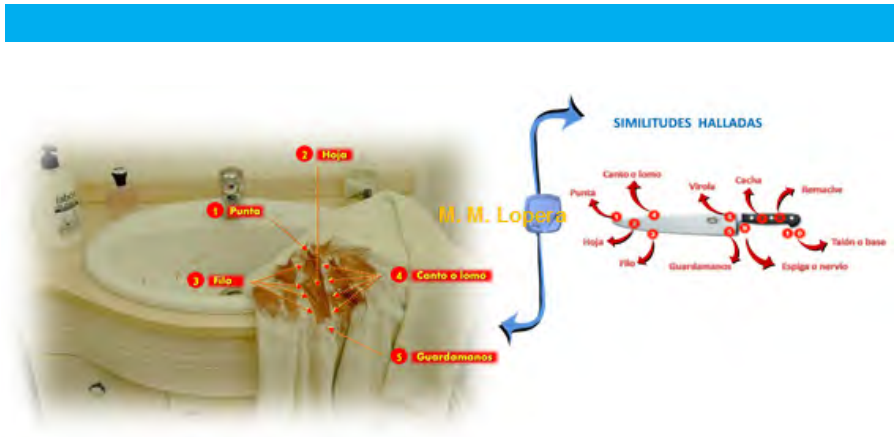 SIMILITUDES HALLADAS
2 Hoja
1 Punta
3 Filo
4 Canto o lomo
5 Guardamanos
M. M. Lopera
Canto o lomo
Virola
Cacha
Remache
Punta
Hoja
Filo
Guardamanos
Espiga o nervio
Talón o base